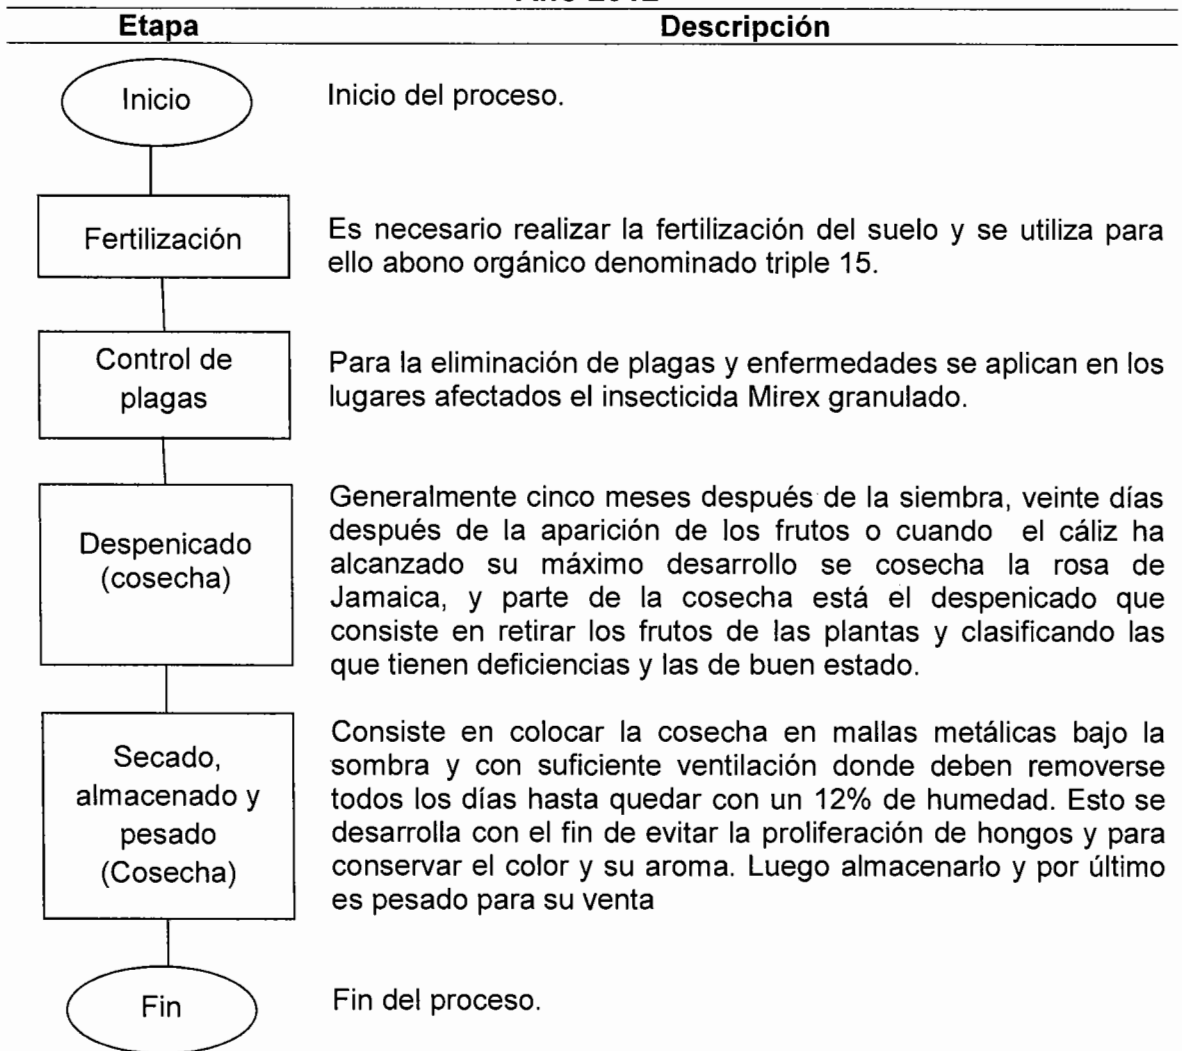 Etapa Descripción
Inicio
Inicio del proceso.
Fertilización
Es necesario realizar la fertilización del suelo y se utiliza para
ello abono orgánico denominado triple 15.
Control de
plagas
Para la eliminación de plagas y enfermedades se aplican en los
lugares afectados el insecticida Mirex granulado.
Despenicado
(cosecha)
Generalmente cinco meses después de la siembra, veinte días
después de la aparición de los frutos o cuando el cáliz ha
alcanzado su máximo desarrollo se cosecha la rosa de
Jamaica, y parte de la cosecha está el despenicado que
consiste en retirar los frutos de las plantas y clasificando las
que tienen deficiencias y las de buen estado.
Secado,
almacenado y
pesado
(Cosecha)
Consiste en colocar la cosecha en mallas metálicas bajo la
sombra y con suficiente ventilación donde deben removerse
todos los días hasta quedar con un 12% de humedad. Esto se
desarrolla con el fin de evitar la proliferación de hongos y para
conservar el color y su aroma. Luego almacenarlo y por último
es pesado para su venta
Fin
Fin del proceso.